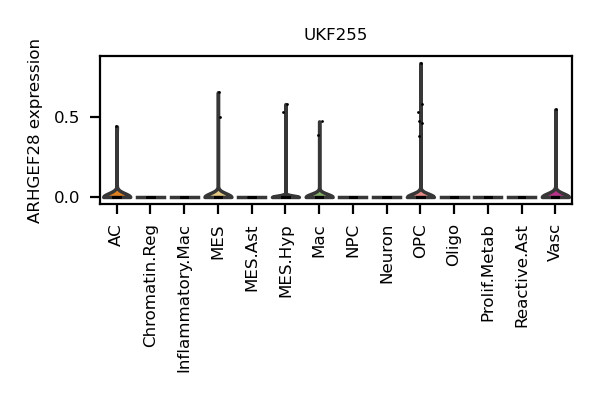 UKF255
ARHGEF28 expression
0.5
0.0
AC
Chromatin.Reg
Inflammatory.Mac
MES
MES.Ast
MES.Hyp
Mac
NPC
Neuron
OPC
Oligo
Prolif.Metab
Reactive.Ast
Vasc